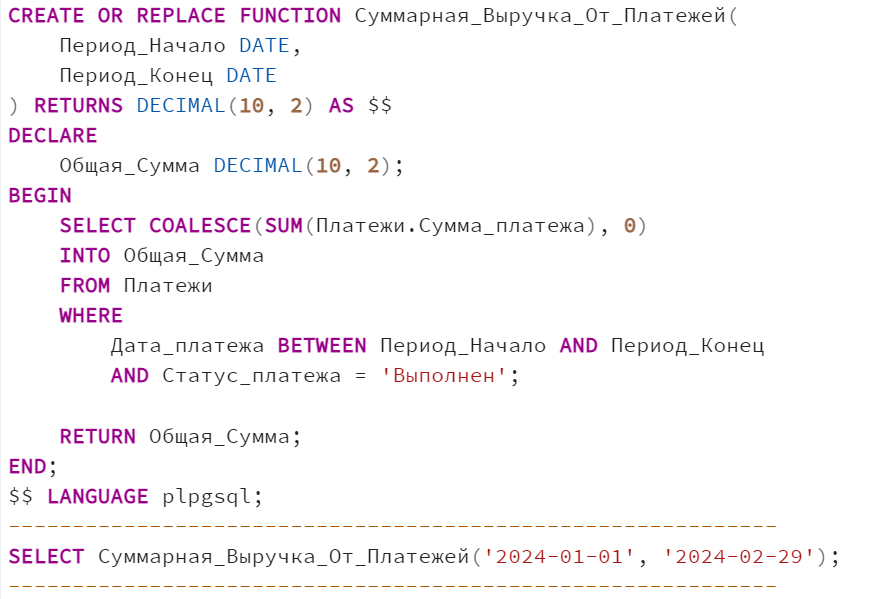 CREATE OR REPLACE FUNCTION Суммарная_Выручка_От_Платежей(
    Период_Начало DATE,
    Период_Конец DATE
) RETURNS DECIMAL(10, 2) AS $$
DECLARE
    Общая_Сумма DECIMAL(10, 2);
BEGIN
    SELECT COALESCE(SUM(Платежи.Сумма_платежа), 0)
    INTO Общая_Сумма
    FROM Платежи
    WHERE
        Дата_платежа BETWEEN Период_Начало AND Период_Конец
        AND Статус_платежа = 'Выполнен';

    RETURN Общая_Сумма;
END;
$$ LANGUAGE plpgsql;
------------------------------------------------------------
SELECT Суммарная_Выручка_От_Платежей('2024-01-01', '2024-02-29');
------------------------------------------------------------